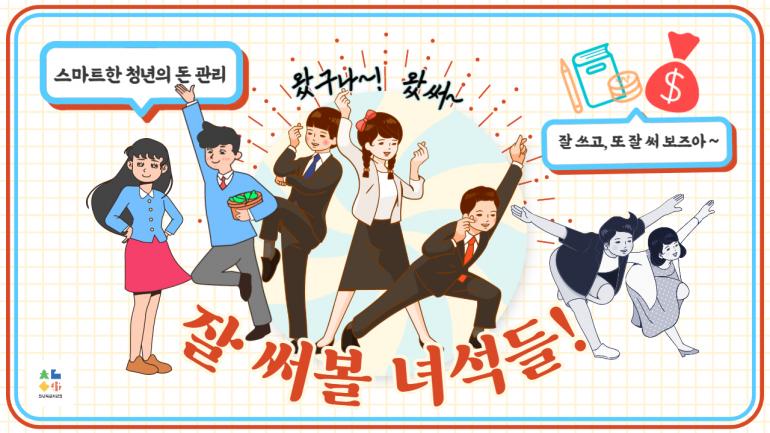 스마트한 청년의 돈 관리
왔구나~! 왔써~
$
잘 쓰고, 또 잘 써 보즈아~
잘 써볼 녀석들!